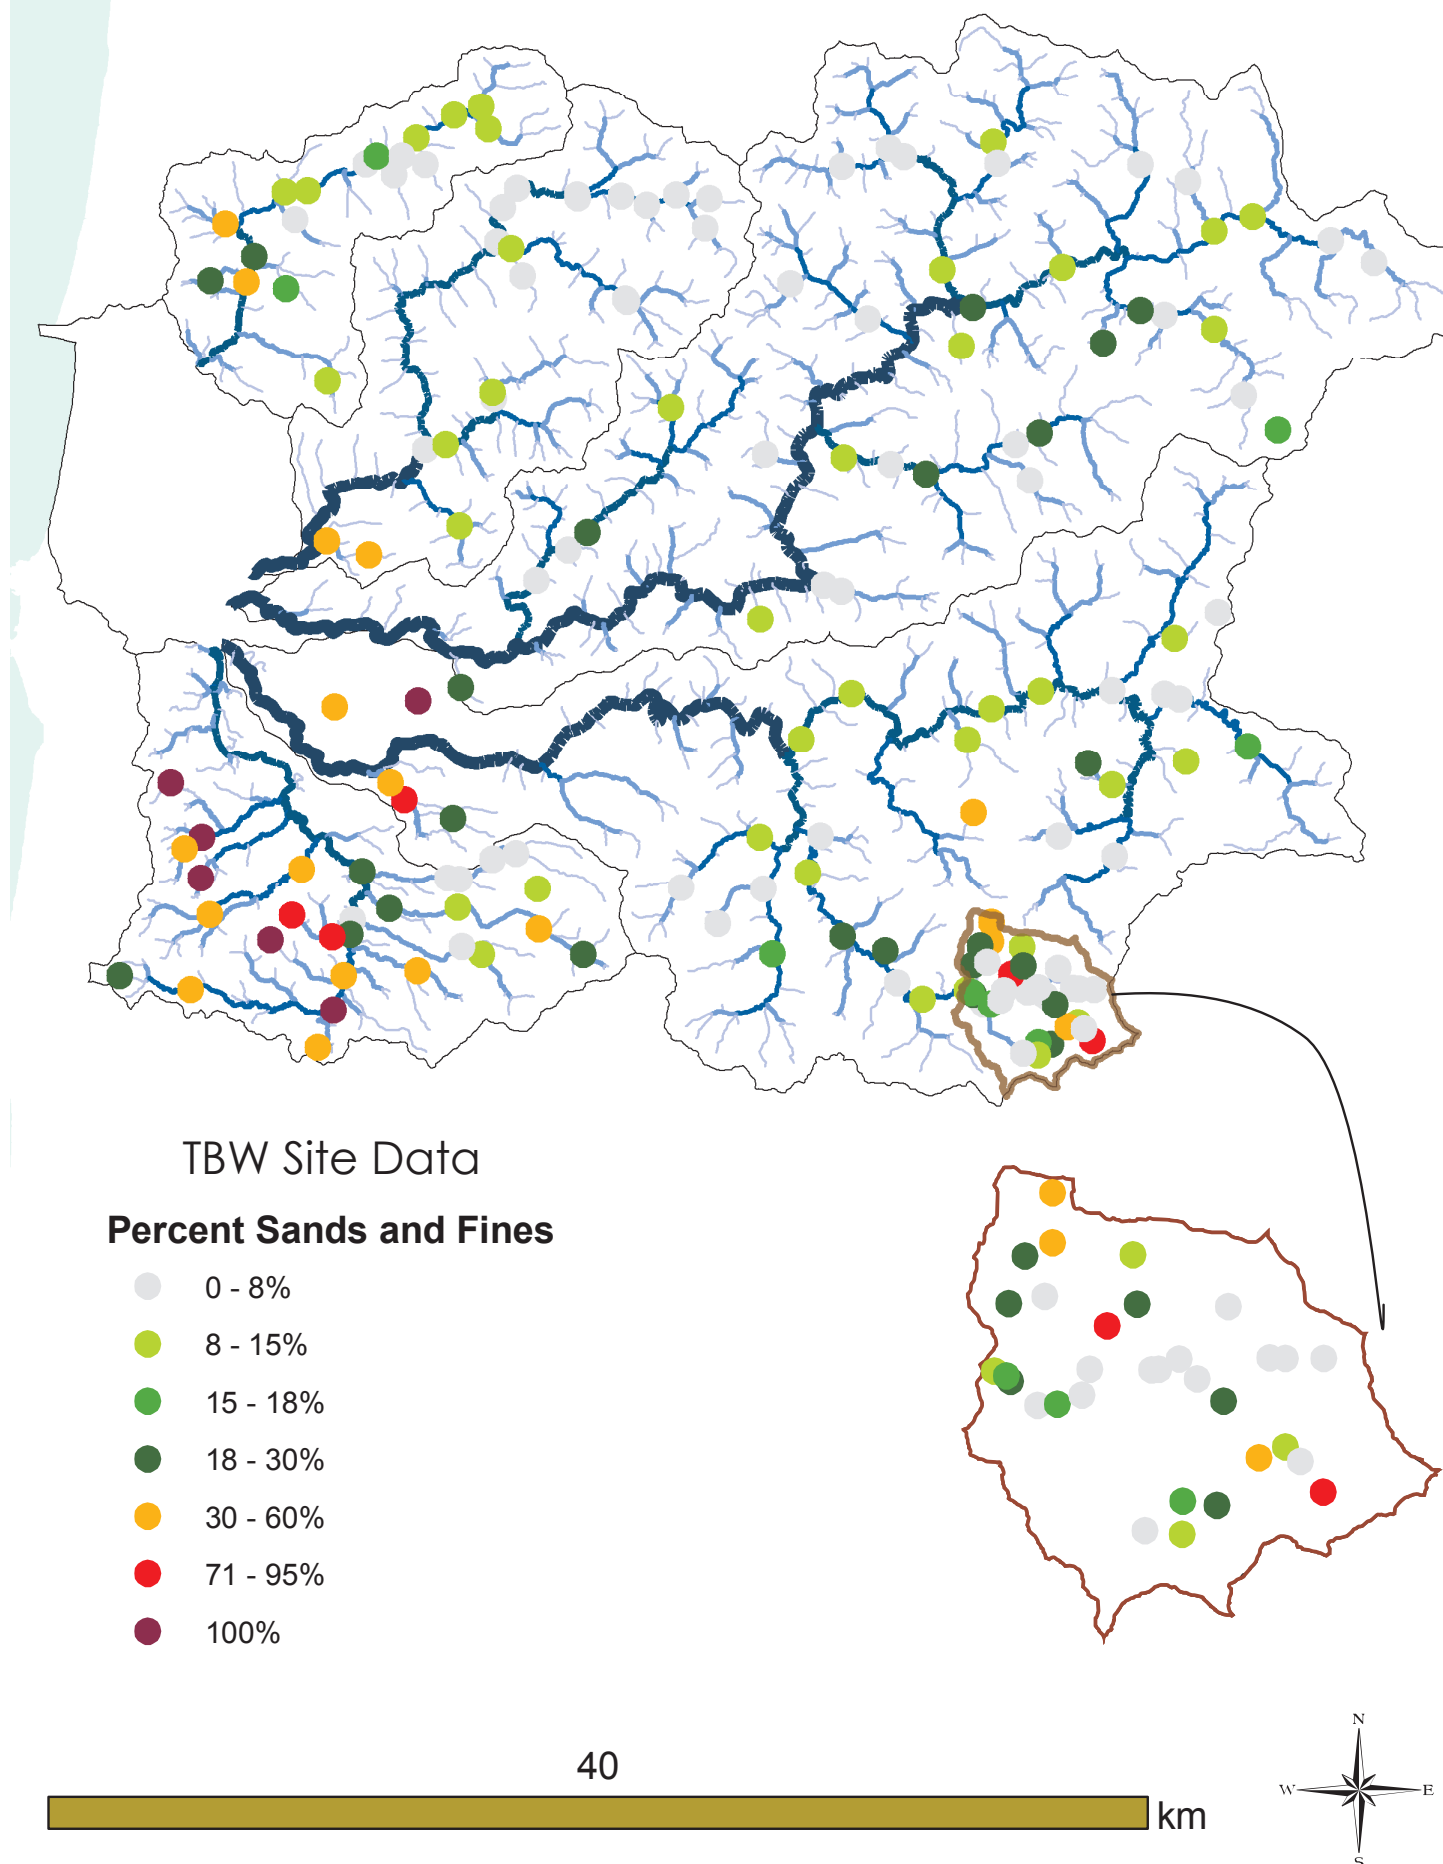 TBW Site Data
Percent Sands and Fines
0 - 8%
8 - 15%
15 - 18%
18 - 30%
30 - 60%
71 - 95%
100%
40
km
N
W
E
S